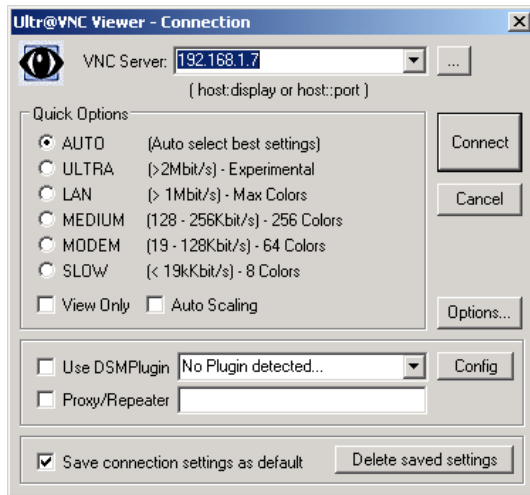 Ultr@VNC Viewer - Connection
VNC Server: 192.168.1.7 ...
( host:display or host::port )
Quick Options
AUTO (Auto select best settings)
ULTRA (>2Mbit/s) - Experimental
LAN (> 1Mbit/s) - Max Colors
MEDIUM (128 - 256Kbit/s) - 256 Colors
MODEM (19 - 128Kbit/s) - 64 Colors
SLOW (< 19kKbit/s) - 8 Colors
View Only Auto Scaling
Connect
Cancel
Options...
Use DSMPlugin No Plugin detected... Config
Proxy/Repeater
Save connection settings as default Delete saved settings